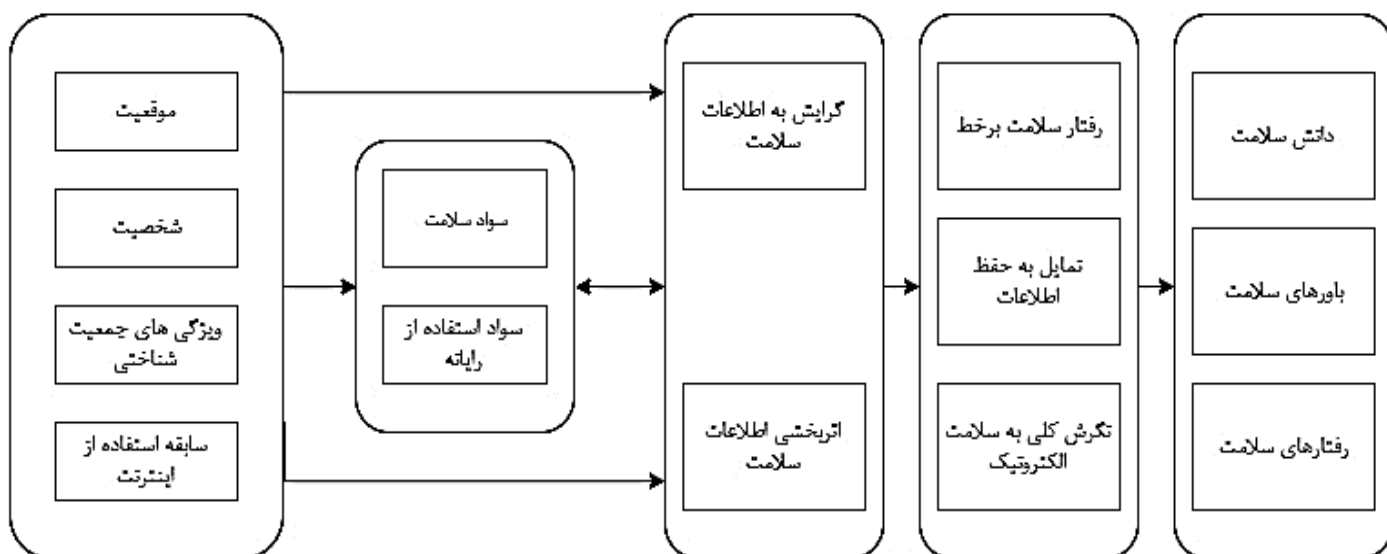 موقعیت
شخصیت
ویژگی های جمعیت
شناختی
سابقه استفاده از
اینترنت
سواد سلامت
سواد استفاده از
رایانه
گرایش به اطلاعات
سلامت
اثربخشی اطلاعات
سلامت
رفتار سلامت برخط
تمایل به حفظ
اطلاعات
نگرش کلی به سلامت
الکترونیک
دانش سلامت
باورهای سلامت
رفتارهای سلامت